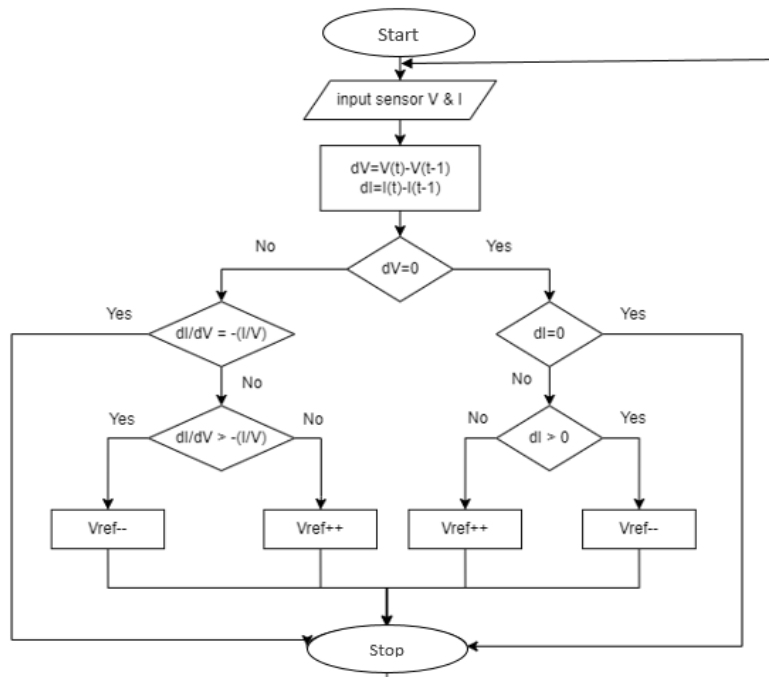 Start
input sensor V & I
dV=V(t)-V(t-1)
dI=I(t)-I(t-1)
No
Yes
dV=0
Yes
dI/dV = -(I/V)
dI=0
Yes
No
No
Yes
dI/dV > -(I/V)
No
No
dI > 0
Yes
Vref--
Vref++
Vref++
Vref--
Stop